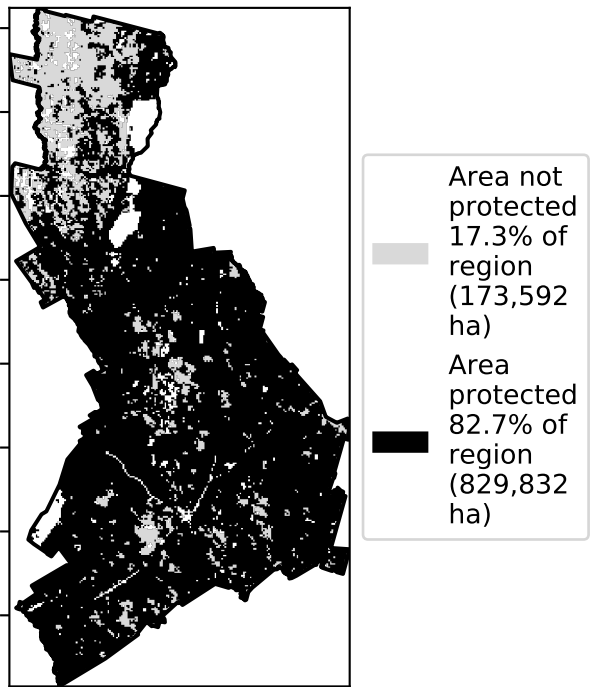 Area not
protected
17.3% of
region
(173,592
ha)
Area
protected
82.7% of
region
(829,832
ha)